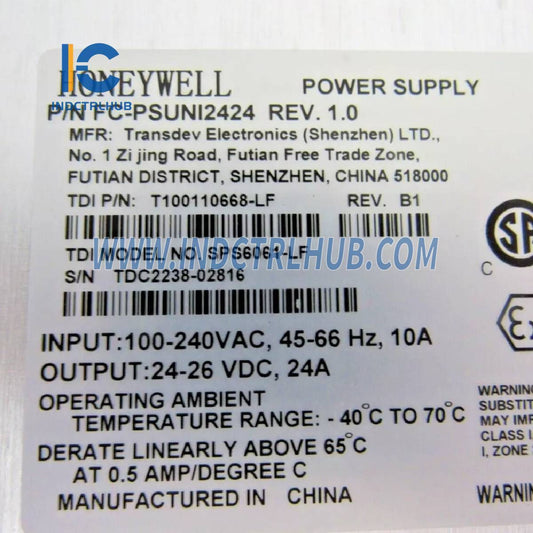 IC
INDCTRLHUB
HONEYWELL POWER SUPPLY
P/N FC-PSUNI2424 REV. 1.0
MFR: Transdev Electronics (Shenzhen) LTD.,
No. 1 Zi jing Road, Futian Free Trade Zone,
FUTIAN DISTRICT, SHENZHEN, CHINA 518000
TDI P/N: T100110668-LF REV. B1
WWW.INDCTRLHUB.COM
TDI MODEL NO. SPS6061-LF
S/N TDC2238-02816
SA
C
Ex
INPUT:100-240VAC, 45-66 Hz, 10A
OUTPUT:24-26 VDC, 24A
OPERATING AMBIENT
TEMPERATURE RANGE: - 40°C TO 70°C
DERATE LINEARLY ABOVE 65°C
AT 0.5 AMP/DEGREE C
MANUFACTURED IN CHINA
WARNING
SUBSTIT
MAY IMP
CLASS I
I, ZONE
WARNIN